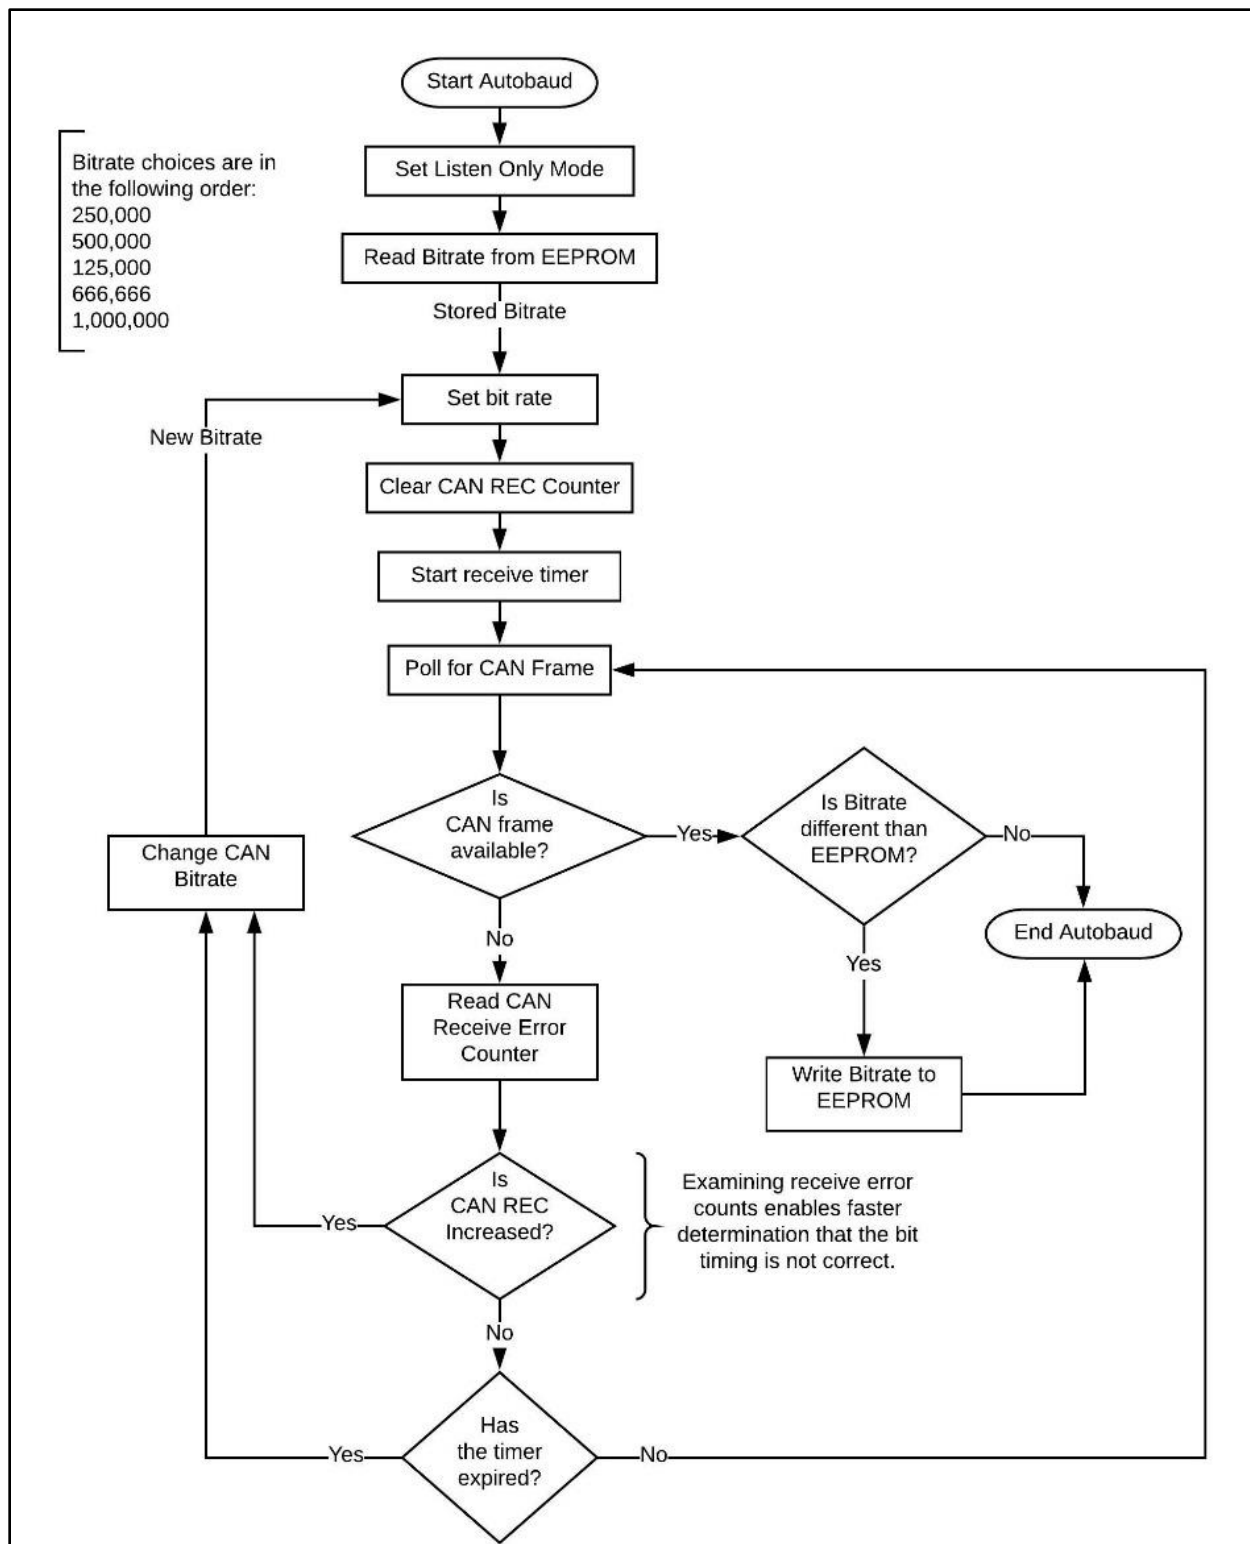 Start Autobaud
Bitrate choices are in
the following order:
250,000
500,000
125,000
666,666
1,000,000
Set Listen Only Mode
Read Bitrate from EEPROM
Stored Bitrate
Set bit rate
New Bitrate
Clear CAN REC Counter
Start receive timer
Poll for CAN Frame
Is
CAN frame
available?
Yes
Is Bitrate
different than
EEPROM?
No
Change CAN
Bitrate
End Autobaud
No
Yes
Read CAN
Receive Error
Counter
Write Bitrate to
EEPROM
Is
CAN REC
Increased?
Yes
Examining receive error
counts enables faster
determination that the bit
timing is not correct.
No
Has
the timer
expired?
Yes
No